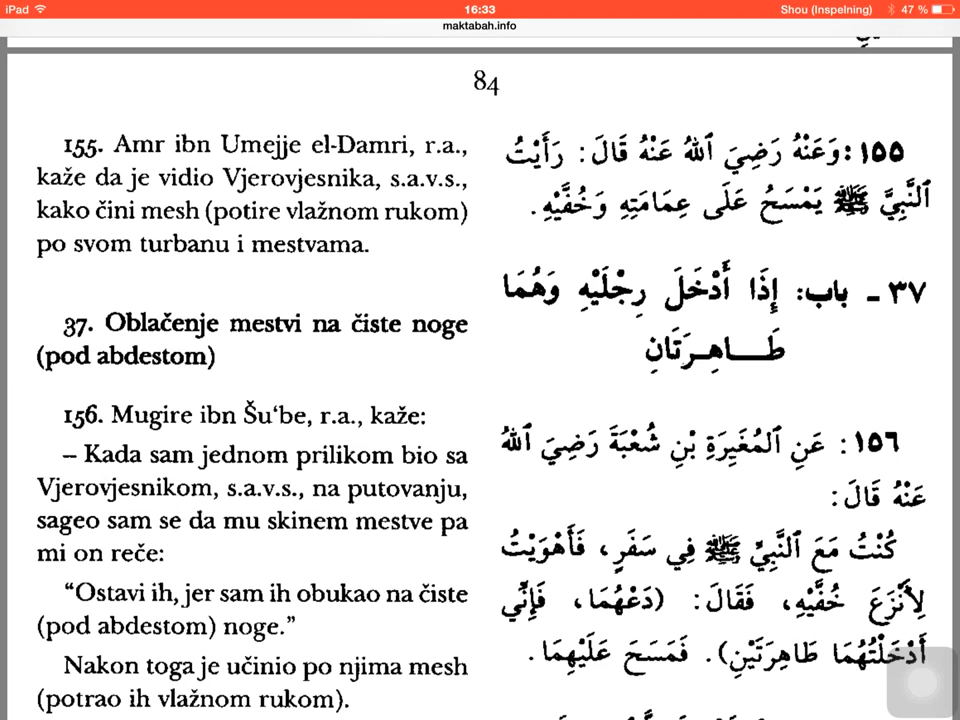 iPad
16:33
Shou (Inspelning)
47 %
maktabah.info
84
155. Amr ibn Umejje el-Damri, r.a.,
kaže da je vidio Vjerovjesnika, s.a.v.s.,
kako čini mesh (potire vlažnom rukom)
po svom turbanu i mestvama.
37. Oblačenje mestvi na čiste noge
(pod abdestom)
156. Mugire ibn Šu‘be, r.a., kaže:
– Kada sam jednom prilikom bio sa
Vjerovjesnikom, s.a.v.s., na putovanju,
sageo sam se da mu skinem mestve pa
mi on reče:
“Ostavi ih, jer sam ih obukao na čiste
(pod abdestom) noge.”
Nakon toga je učinio po njima mesh
(potrao ih vlažnom rukom).
١٥٥: وَعَنْهُ رَضِيَ ٱللهُ عَنْهُ قَالَ: رَأَيْتُ
ٱلنَّبِيَّ ﷺ يَمْسَحُ عَلَى عِمَامَتِهِ وَخُفَّيْهِ.
٣٧ ـ باب: إِذَا أَدْخَلَ رِجْلَيْهِ وَهُمَا
طَـــاهِـرَتَانِ
١٥٦: عَنِ ٱلمُغَيِرَةِ بْنِ شُعْبَةَ رَضِيَ ٱللهُ
عَنْهُ قَالَ:
كُنْتُ مَعَ ٱلنَّبِيِّ ﷺ فِي سَفَرٍ، فَأَهْوَيْتُ
لِأَنْزَعَ خُفَّيْهِ، فَقَالَ: (دَعْهُمَا، فَإِنِّي
أَدْخَلْتُهُمَا طَاهِرَتَيْنِ). فَمَسَحَ عَلَيْهِمَا.